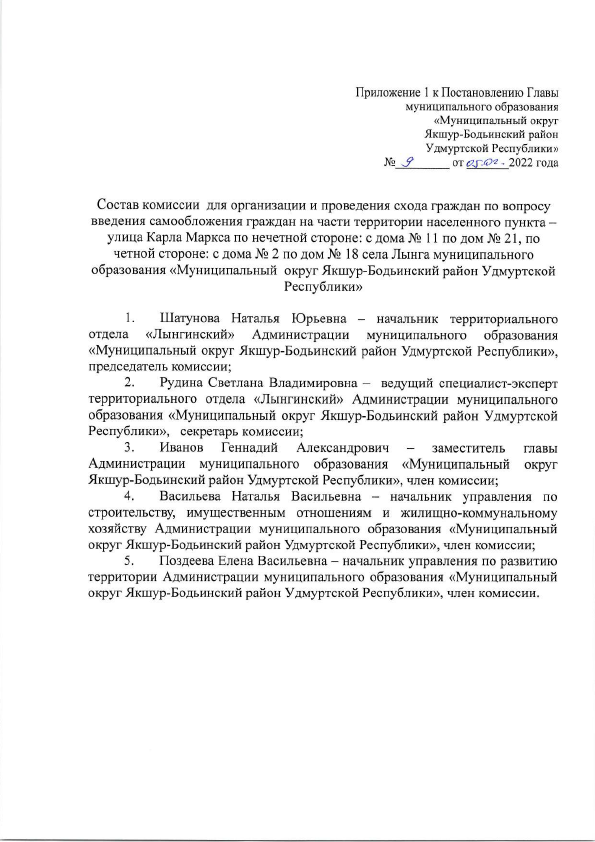 Приложение 1 к Постановлению Главы
муниципального образования
«Муниципальный округ
Якшур-Бодьинский район
Удмуртской Республики»
№ 9 от 05.02. 2022 года
Состав комиссии для организации и проведения схода граждан по вопросу
введения самообложения граждан на части территории населенного пункта –
улица Карла Маркса по нечетной стороне: с дома № 11 по дом № 21, по
четной стороне: с дома № 2 по дом № 18 села Лынга муниципального
образования «Муниципальный округ Якшур-Бодьинский район Удмуртской
Республики»
1. Шатунова Наталья Юрьевна – начальник территориального
отдела «Лынгинский» Администрации муниципального образования
«Муниципальный округ Якшур-Бодьинский район Удмуртской Республики»,
председатель комиссии;
2. Рудина Светлана Владимировна – ведущий специалист-эксперт
территориального отдела «Лынгинский» Администрации муниципального
образования «Муниципальный округ Якшур-Бодьинский район Удмуртской
Республики», секретарь комиссии;
3. Иванов Геннадий Александрович – заместитель главы
Администрации муниципального образования «Муниципальный округ
Якшур-Бодьинский район Удмуртской Республики», член комиссии;
4. Васильева Наталья Васильевна – начальник управления по
строительству, имущественным отношениям и жилищно-коммунальному
хозяйству Администрации муниципального образования «Муниципальный
округ Якшур-Бодьинский район Удмуртской Республики», член комиссии;
5. Поздеева Елена Васильевна – начальник управления по развитию
территории Администрации муниципального образования «Муниципальный
округ Якшур-Бодьинский район Удмуртской Республики», член комиссии.